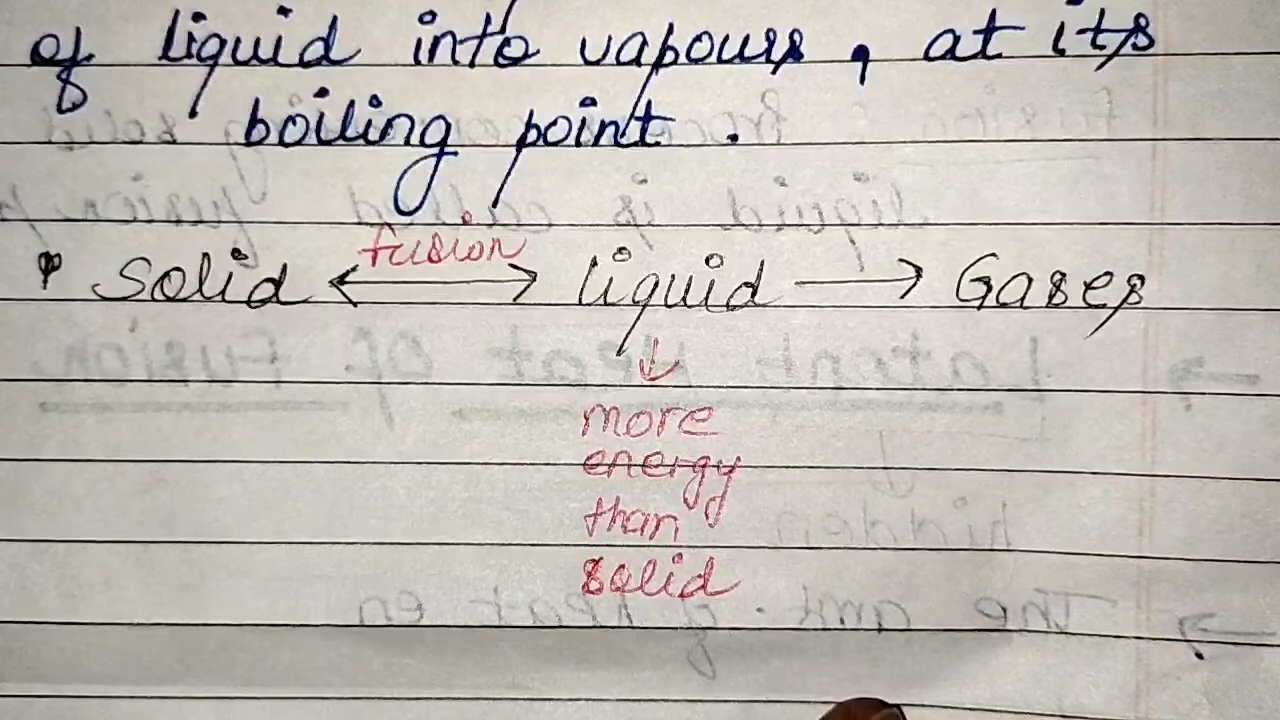 of liquid into vapours, at its
boiling point.
fusion
Solid ⟷ liquid ⟶ Gases
↓
more
energy
than
solid